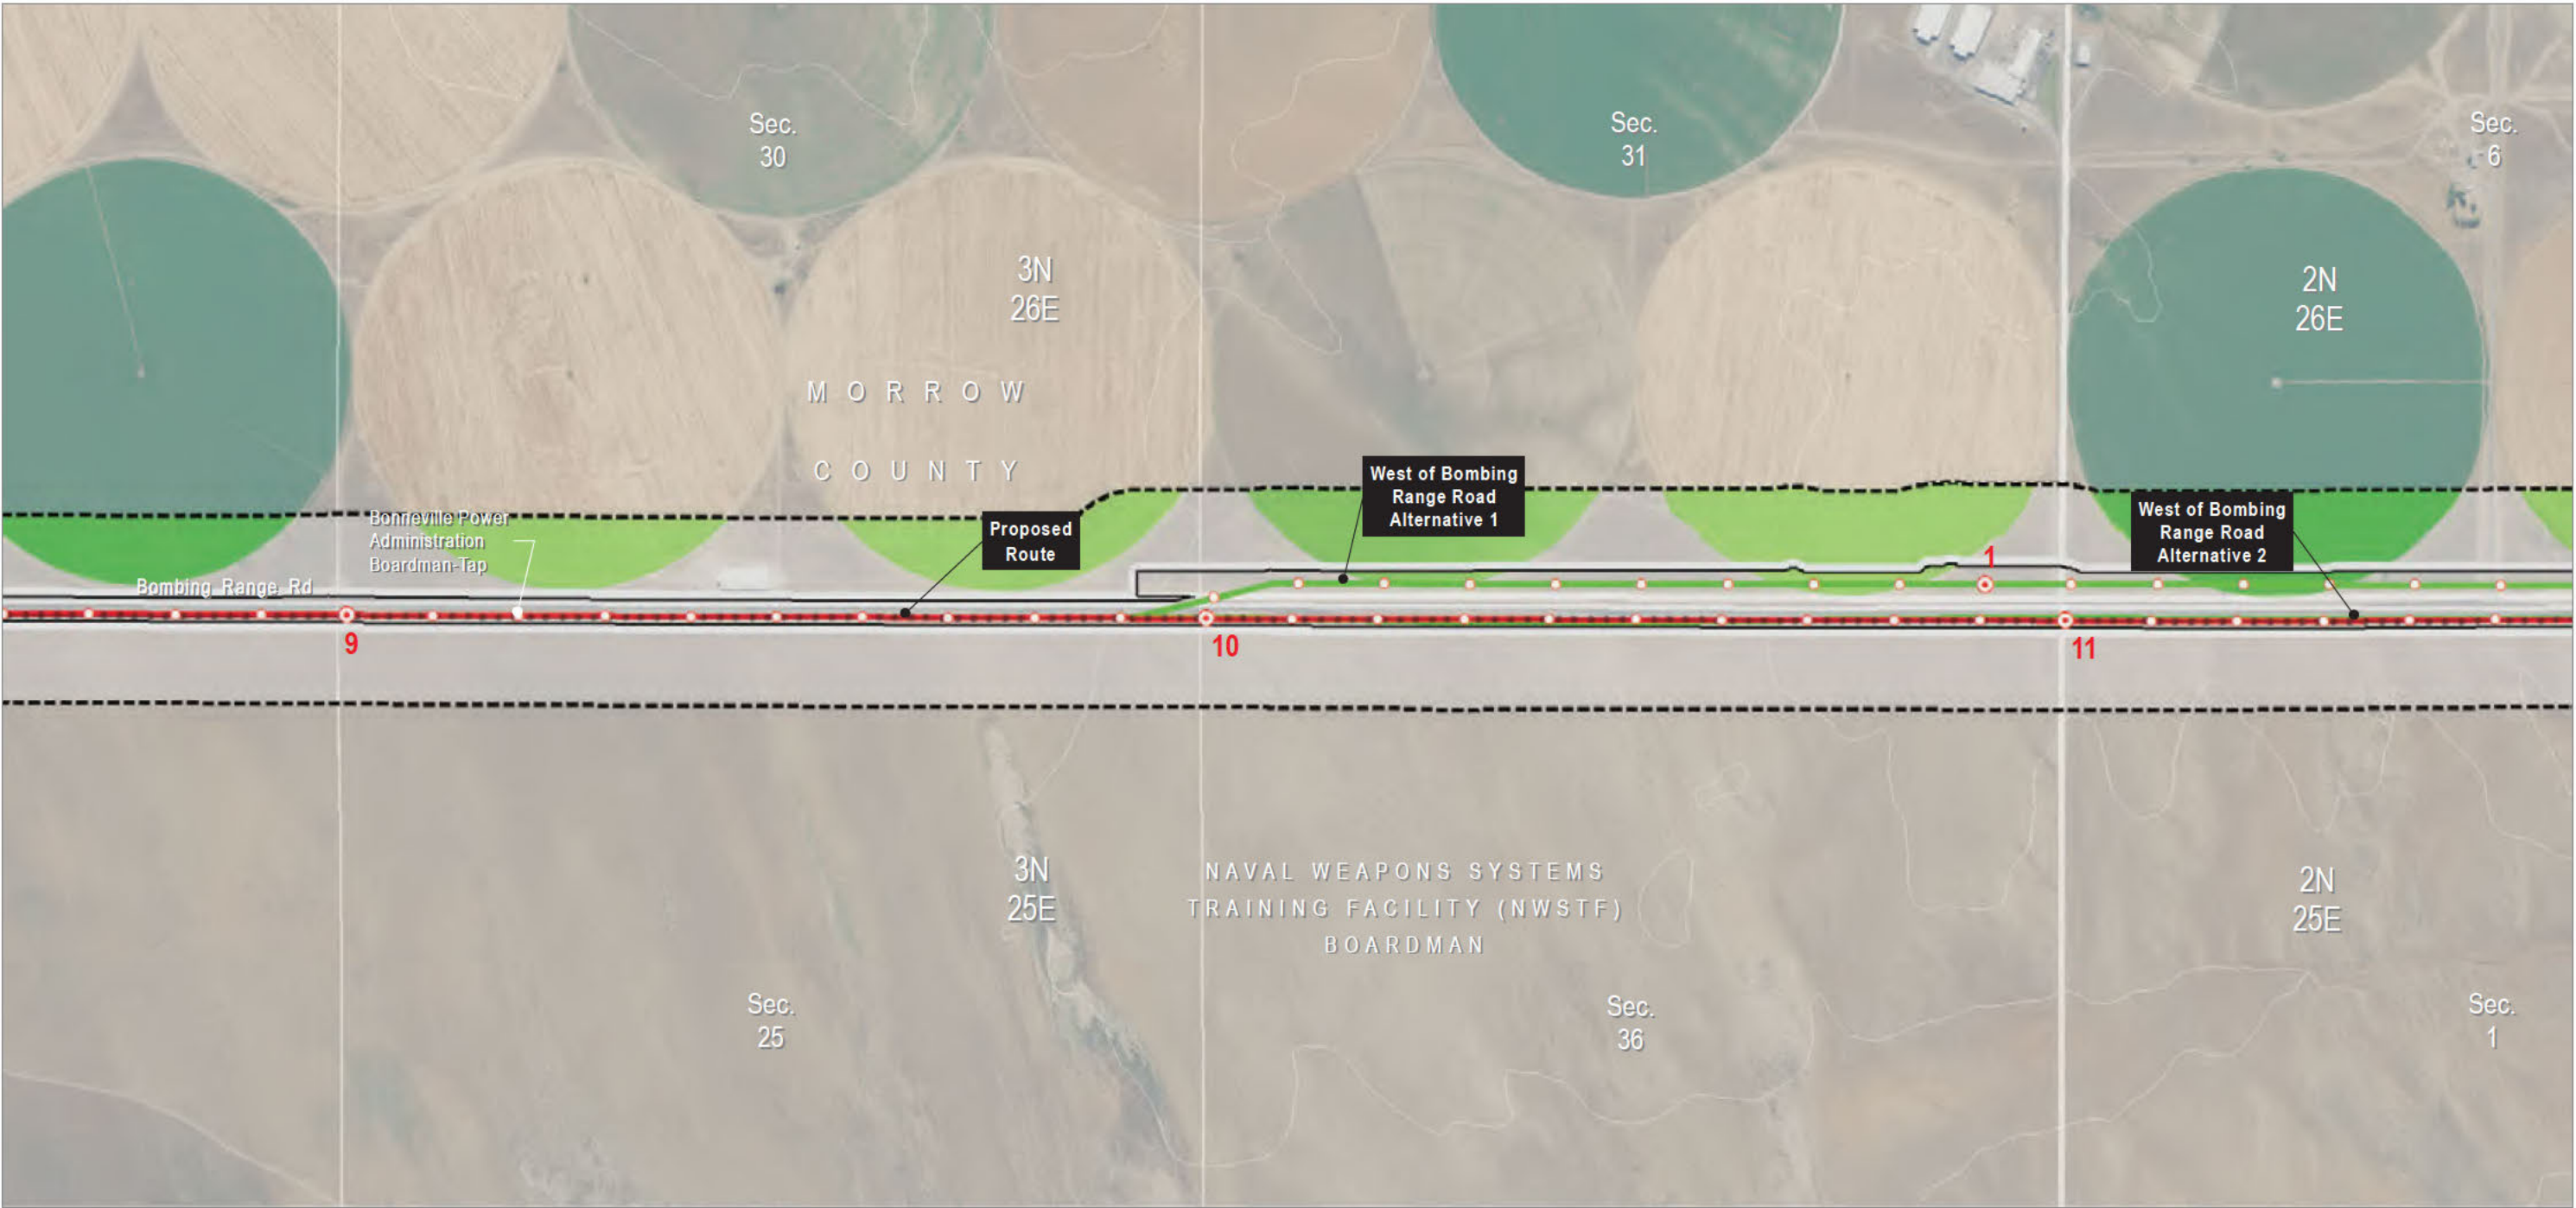 Sec.
30
Sec.
31
Sec.
6
3N
26E
2N
26E
MORROW
COUNTY
West of Bombing
Range Road
Alternative 1
West of Bombing
Range Road
Alternative 2
Bonneville Power
Administration
Boardman-Tap
Proposed
Route
Bombing Range Rd
1
9
10
11
3N
25E
NAVAL WEAPONS SYSTEMS
TRAINING FACILITY (NWSTF)
BOARDMAN
2N
25E
Sec.
25
Sec.
36
Sec.
1